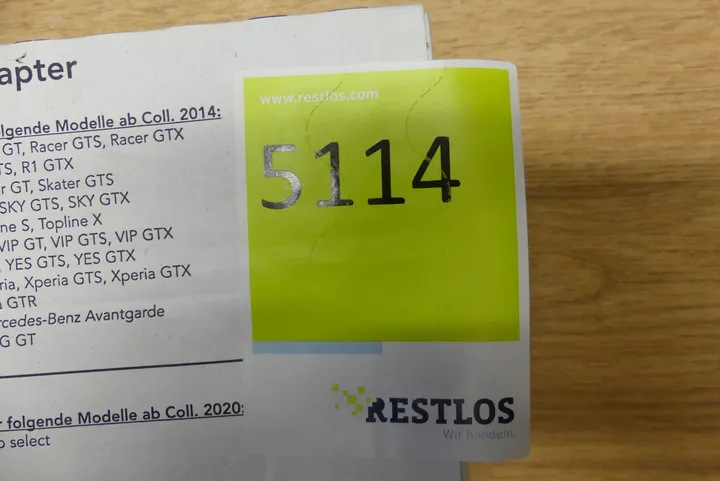 apter
lgende Modelle ab Coll. 2014:
GT, Racer GTS, Racer GTX
TS, R1 GTX
er GT, Skater GTS
SKY GTS, SKY GTX
ne S, Topline X
VIP GT, VIP GTS, VIP GTX
, YES GTS, YES GTX
ria, Xperia GTS, Xperia GTX
a GTR
rcedes-Benz Avantgarde
G GT
r folgende Modelle ab Coll. 2020:
o select
www.restlos.com
5114
RESTLOS
Wir handeln.